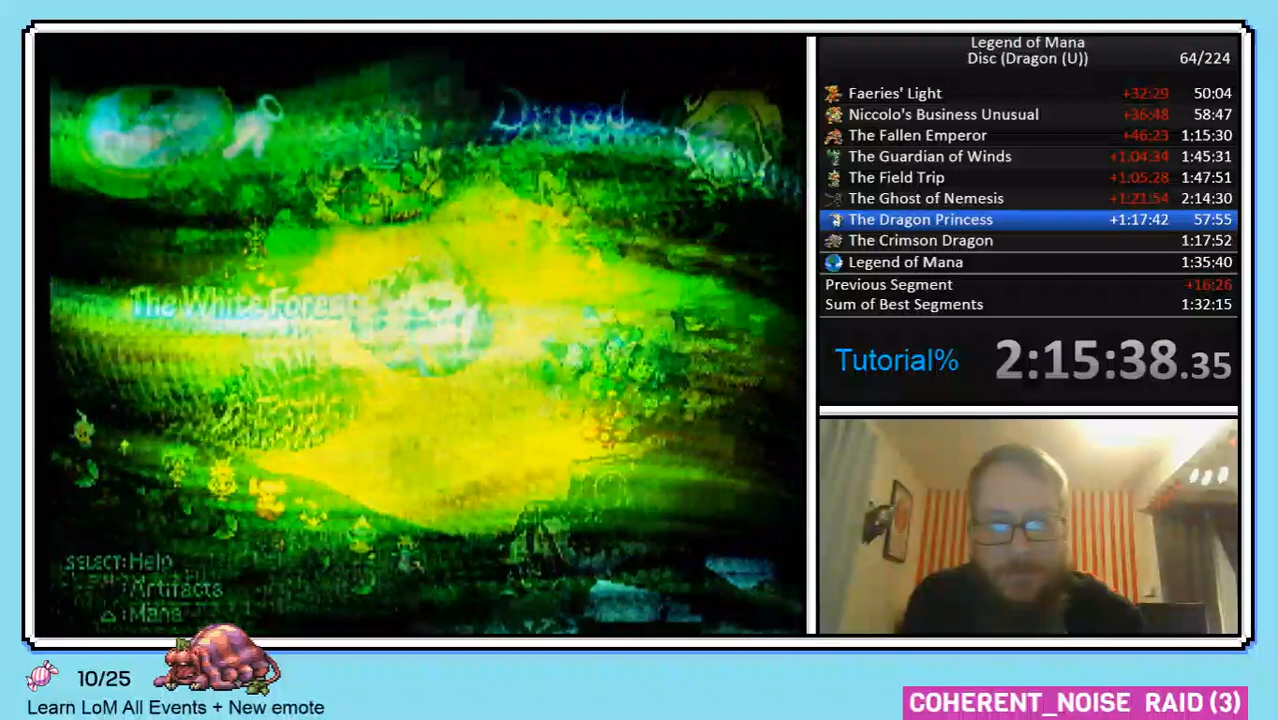 Dryad
The White Forest
SELECT:Help
:Artifacts
△:Mana
Legend of Mana
Disc (Dragon (U))
64/224
Faeries' Light +32:29 50:04
Niccolo's Business Unusual +36:48 58:47
The Fallen Emperor +46:23 1:15:30
The Guardian of Winds +1:04:34 1:45:31
The Field Trip +1:05:28 1:47:51
The Ghost of Nemesis +1:21:54 2:14:30
The Dragon Princess +1:17:42 57:55
The Crimson Dragon 1:17:52
Legend of Mana 1:35:40
Previous Segment +16:26
Sum of Best Segments 1:32:15
Tutorial% 2:15:38.35
10/25
Learn LoM All Events + New emote
COHERENT_NOISE RAID (3)